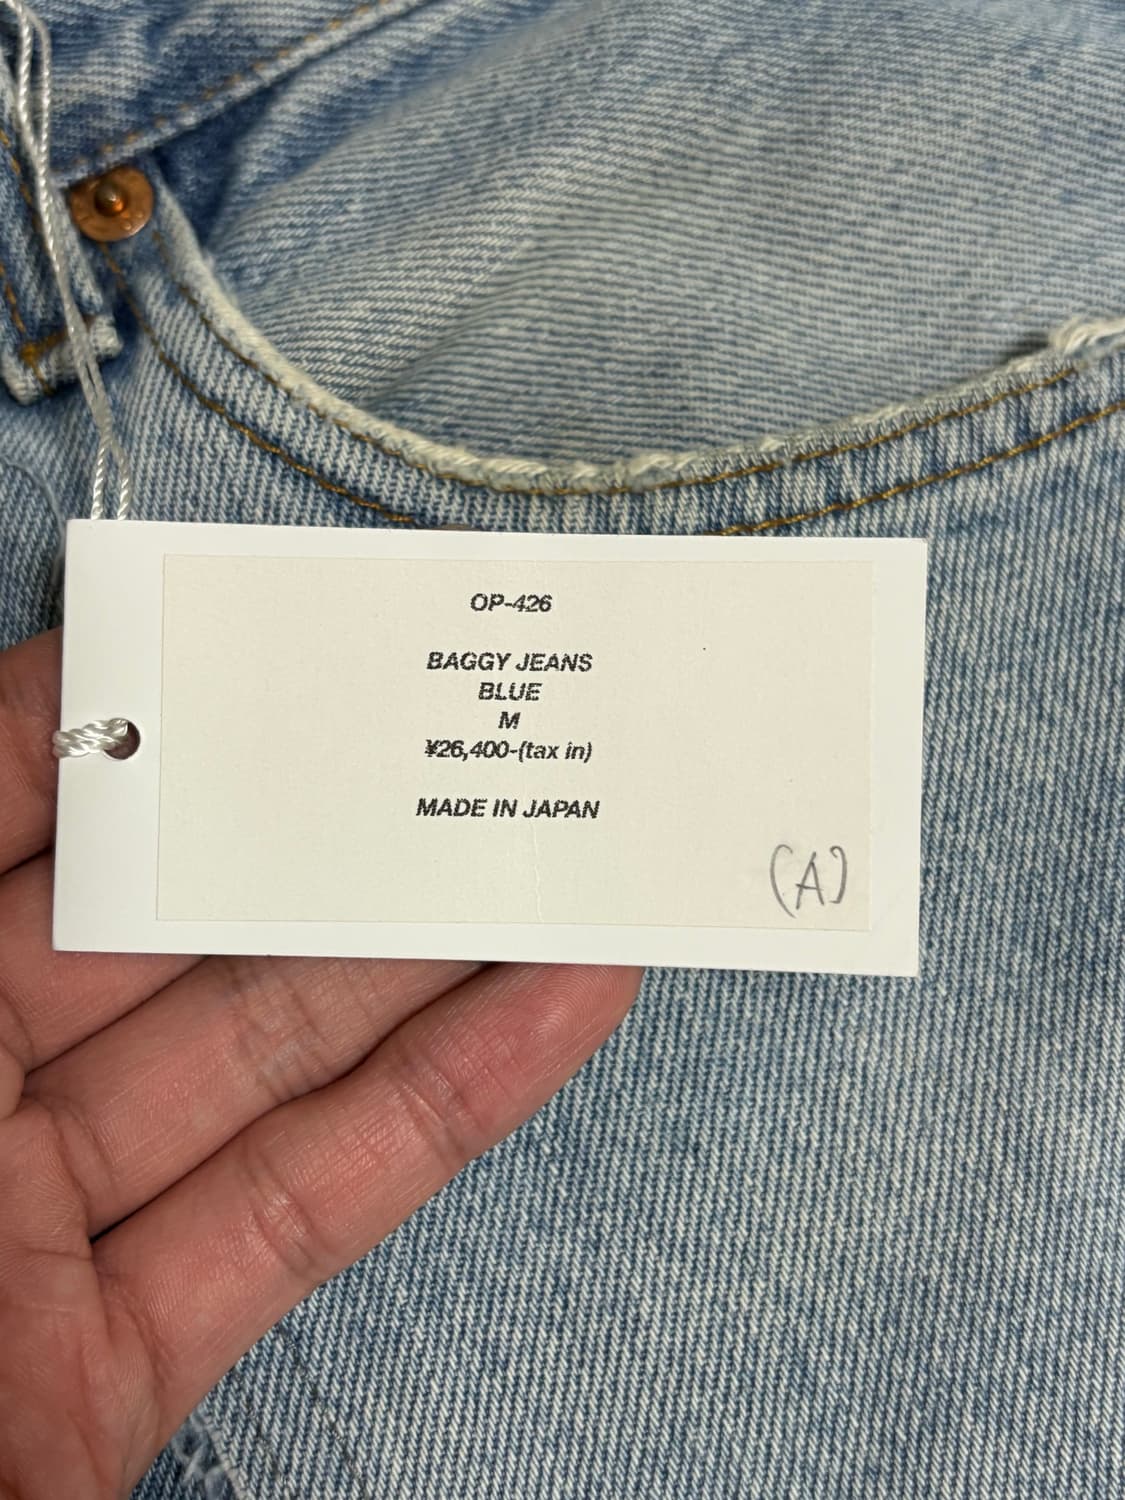 OP-426
BAGGY JEANS
BLUE
M
¥26,400-(tax in)
MADE IN JAPAN
(A)